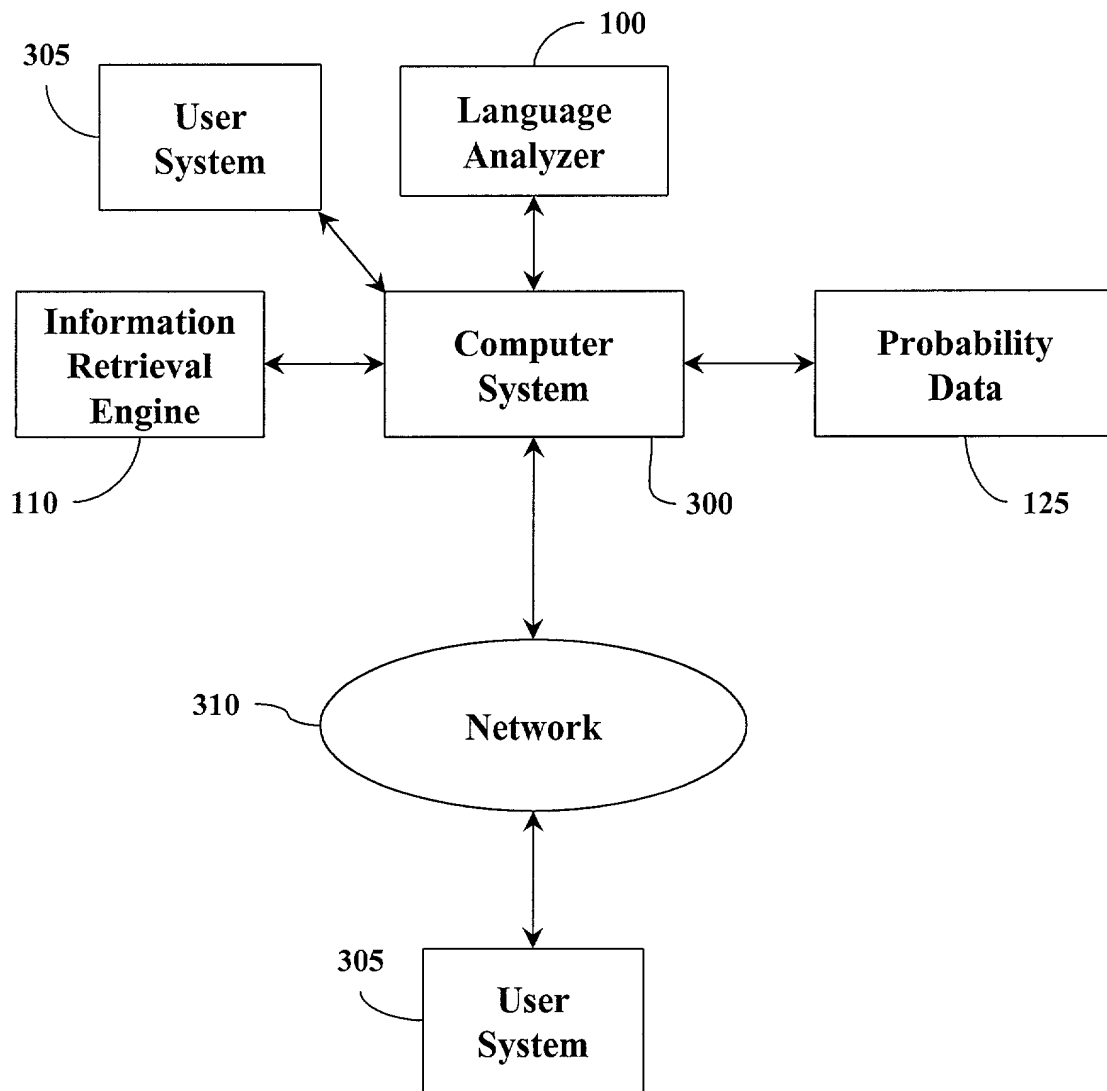 100
305
User
System
Language
Analyzer
Information
Retrieval
Engine
Computer
System
Probability
Data
110
300
125
310
Network
305
User
System